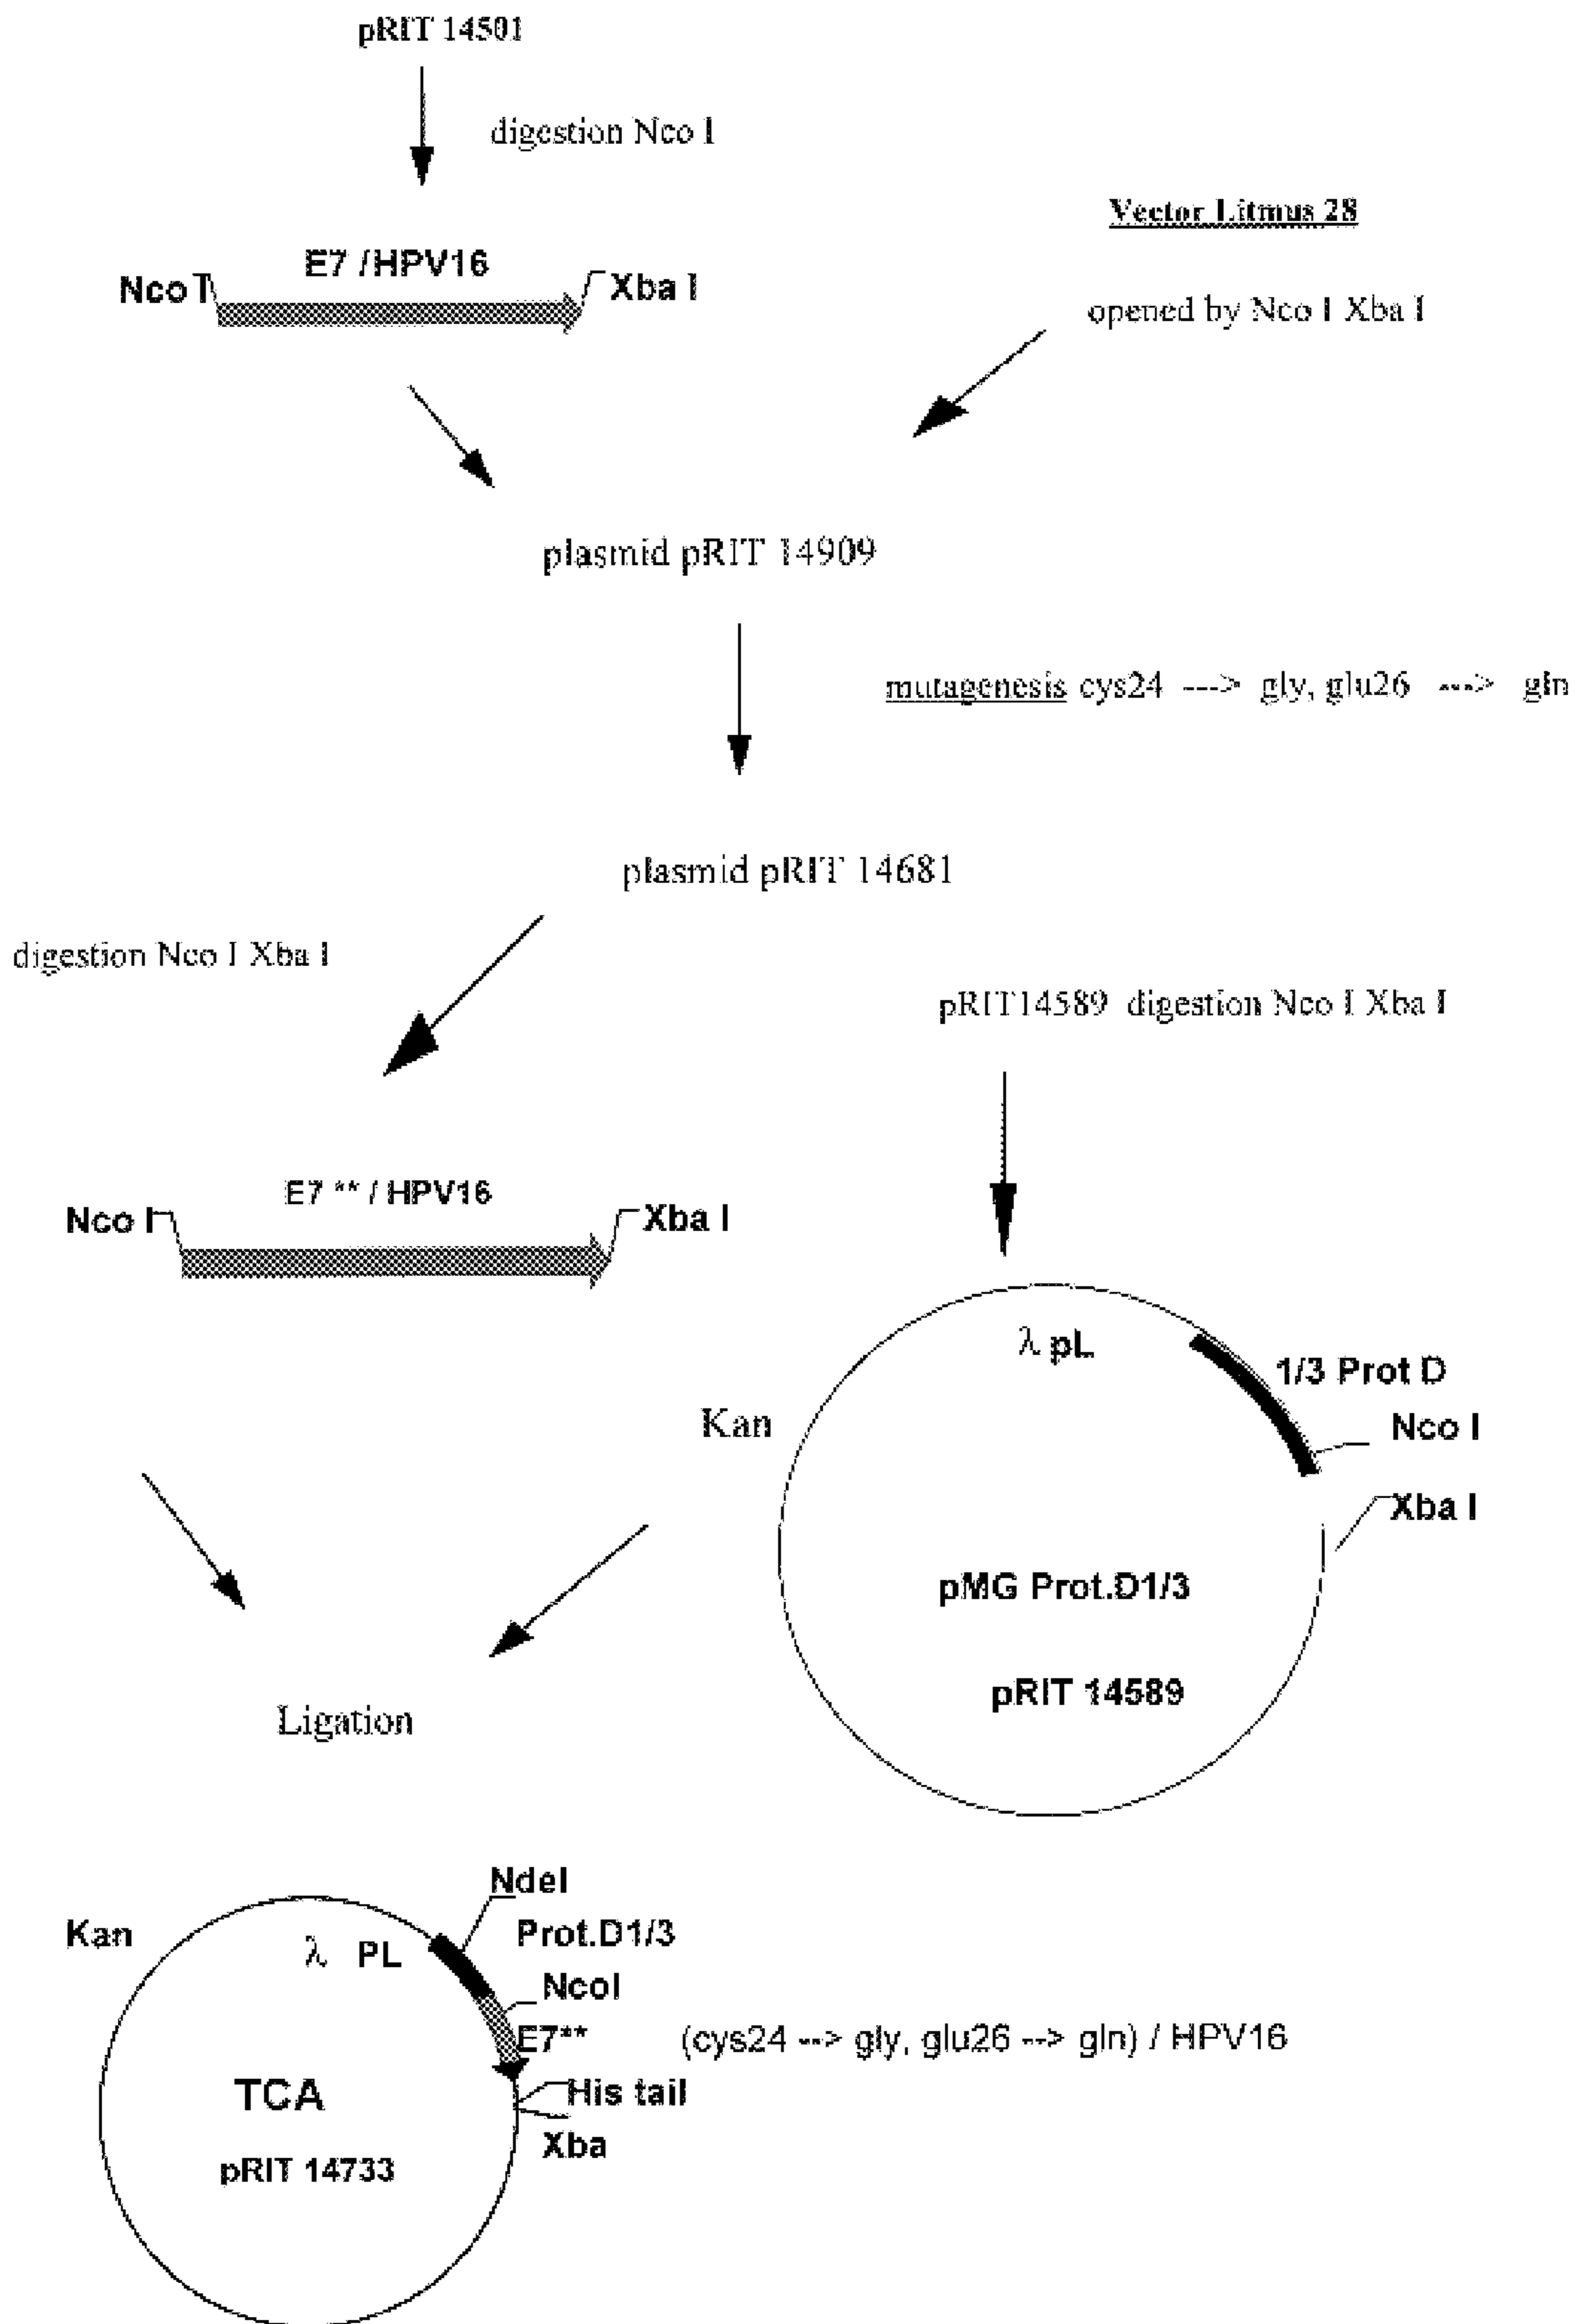 pRIT 14501
digestion Nco I
Vector Litmus 28
E7 /HPV16
Nco I
Xba I
opened by Nco I Xba I
plasmid pRIT 14909
mutagenesis cys24 ---> gly, glu26 ---> gln
plasmid pRIT 14681
digestion Nco I Xba I
pRIT14589 digestion Nco I Xba I
E7 ** / HPV16
Nco I
Xba I
λ pL
1/3 Prot D
Kan
Nco I
Xba I
pMG Prot.D1/3
pRIT 14589
Ligation
NdeI
Kan
λ PL
Prot.D1/3
NcoI
E7** (cys24 --> gly, glu26 --> gln) / HPV16
TCA
His tail
Xba
pRIT 14733